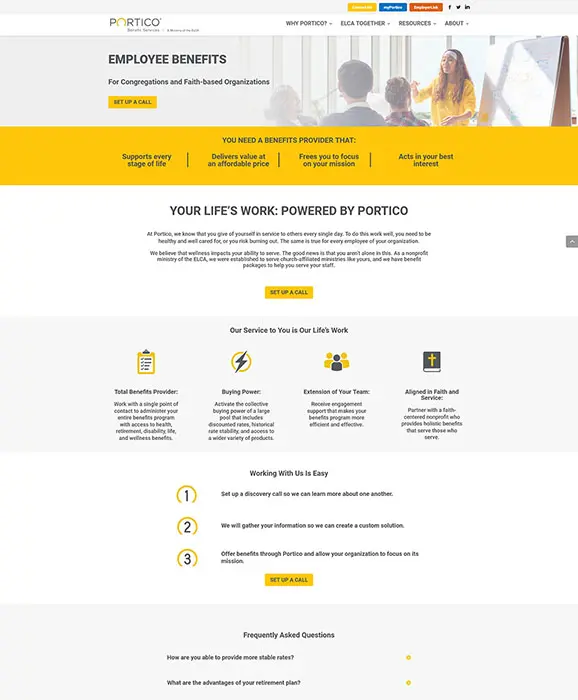 Contact Us myPortico EmployerLink
PORTICO
Benefit Services
WHY PORTICO? ELCA TOGETHER RESOURCES ABOUT
EMPLOYEE BENEFITS
For Congregations and Faith-based Organizations
SET UP A CALL
YOU NEED A BENEFITS PROVIDER THAT:
Supports every
stage of life
Delivers value at
an affordable price
Frees you to focus
on your mission
Acts in your best
interest
YOUR LIFE'S WORK: POWERED BY PORTICO
At Portico, we know that you give of yourself in service to others every single day. To do this work well, you need to be
healthy and well cared for, or you risk burning out. The same is true for every employee of your organization.
We believe that wellness impacts your ability to serve. The good news is that you aren't alone in this. As a nonprofit
ministry of the ELCA, we were established to serve church-affiliated ministries like yours, and we have benefit
packages to help you serve your staff.
SET UP A CALL
Our Service to You is Our Life's Work
Total Benefits Provider:
Work with a single point of
contact to administer your
entire benefits program
with access to health,
retirement, disability, life,
and wellness benefits.
Buying Power:
Activate the collective
buying power of a large
pool that includes
discounted rates, historical
rate stability, and access to
a wider variety of products.
Extension of Your Team:
Receive engagement
support that makes your
benefits program more
efficient and effective.
Aligned in Faith and
Service:
Partner with a faith-
centered nonprofit who
provides holistic benefits
that serve those who
serve.
Working With Us Is Easy
1 Set up a discovery call so we can learn more about one another.
2 We will gather your information so we can create a custom solution.
3 Offer benefits through Portico and allow your organization to focus on its
mission.
SET UP A CALL
Frequently Asked Questions
How are you able to provide more stable rates?
What are the advantages of your retirement plan?